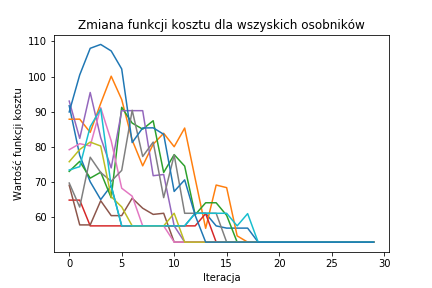 Zmiana funkcji kosztu dla wszyskich osobników
Wartość funkcji kosztu
110
100
90
80
70
60
0 5 10 15 20 25 30
Iteracja